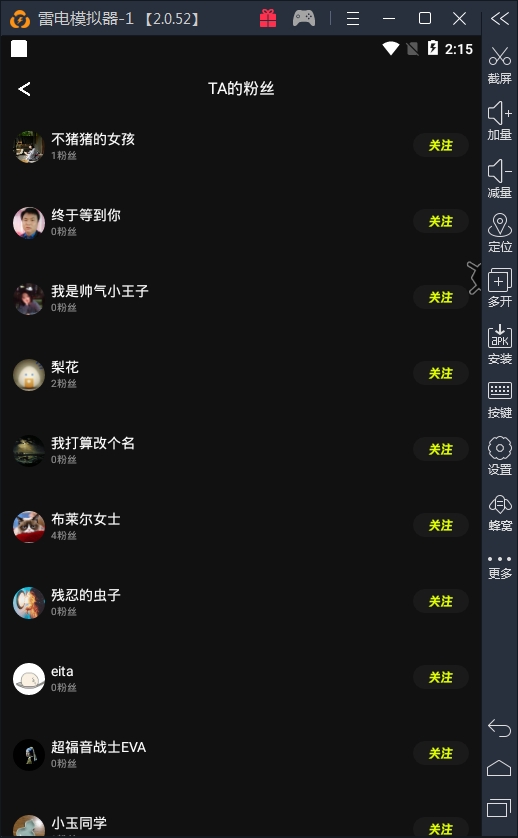 雷电模拟器-1 【2.0.52】
2:15
TA的粉丝
不猪猪的女孩
1粉丝
关注
终于等到你
0粉丝
关注
我是帅气小王子
0粉丝
关注
梨花
2粉丝
关注
我打算改个名
0粉丝
关注
布莱尔女士
4粉丝
关注
残忍的虫子
0粉丝
关注
eita
0粉丝
关注
超福音战士EVA
0粉丝
关注
小玉同学
关注
截屏
加量
减量
定位
多开
APK
安装
按键
设置
蜂窝
更多